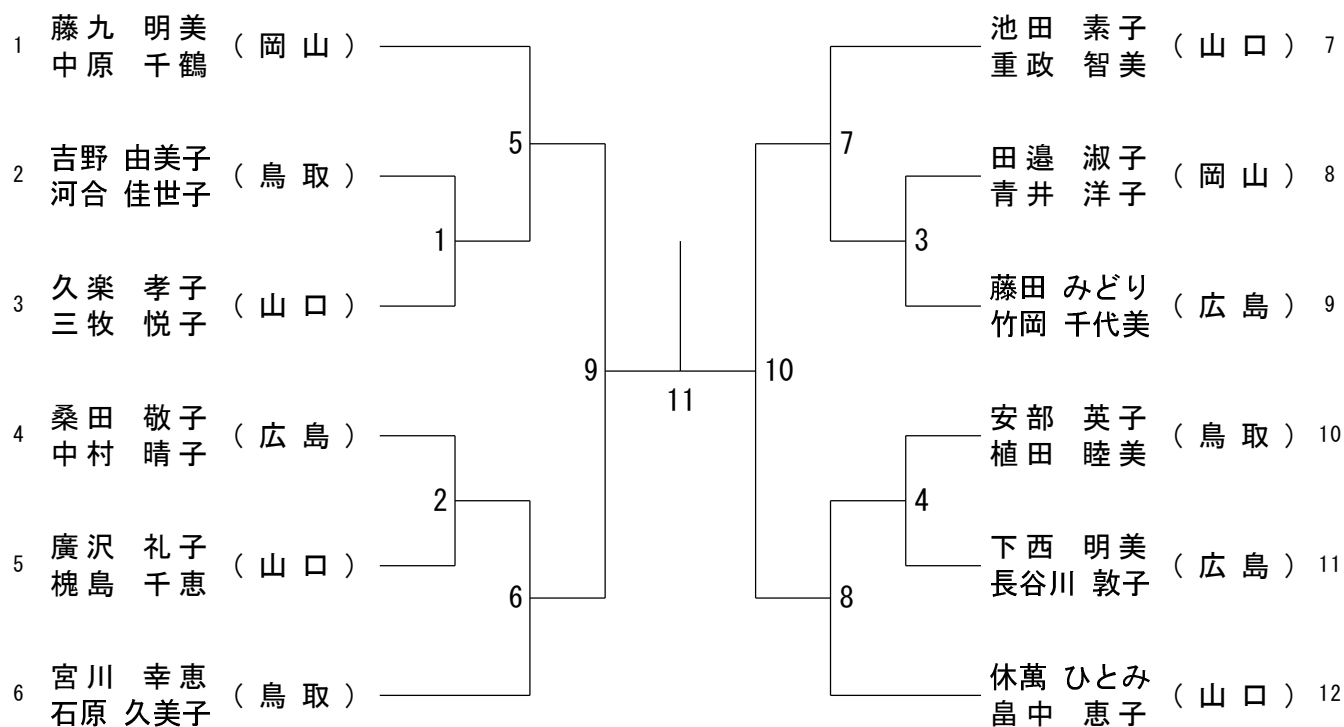 1 藤九 明美 (岡山)
中原 千鶴
2 吉野 由美子 (鳥取)
河合 佳世子
3 久楽 孝子 (山口)
三牧 悦子
4 桑田 敬子 (広島)
中村 晴子
5 廣沢 礼子 (山口)
槐島 千恵
6 宮川 幸恵 (鳥取)
石原 久美子
5
1
9
2
6
11
7
3
10
4
8
池田 素子 (山口) 7
重政 智美
田邉 淑子 (岡山) 8
青井 洋子
藤田 みどり (広島) 9
竹岡 千代美
安部 英子 (鳥取) 10
植田 睦美
下西 明美 (広島) 11
長谷川 敦子
休萬 ひとみ (山口) 12
畠中 恵子